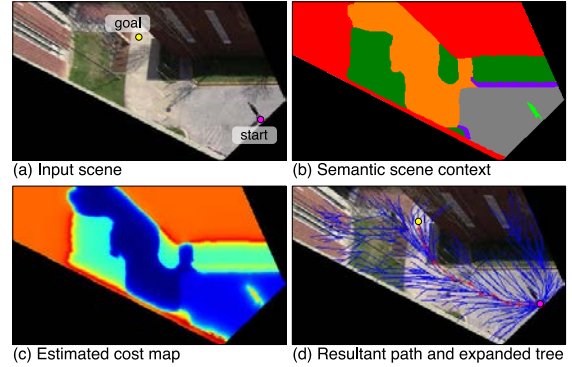 goal
start
(a) Input scene
(b) Semantic scene context
(c) Estimated cost map
(d) Resultant path and expanded tree